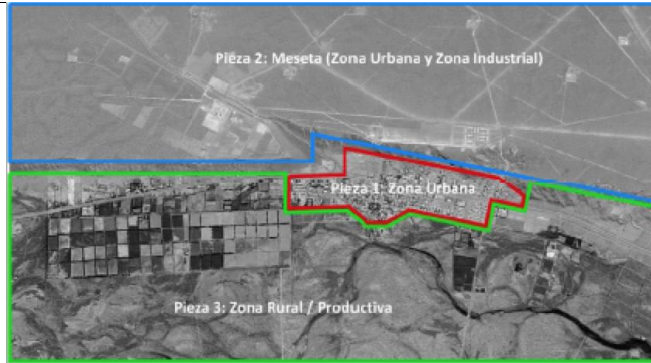 Pieza 2: Meseta (Zona Urbana y Zona Industrial)
Pieza 1: Zona Urbana
Pieza 3: Zona Rural / Productiva